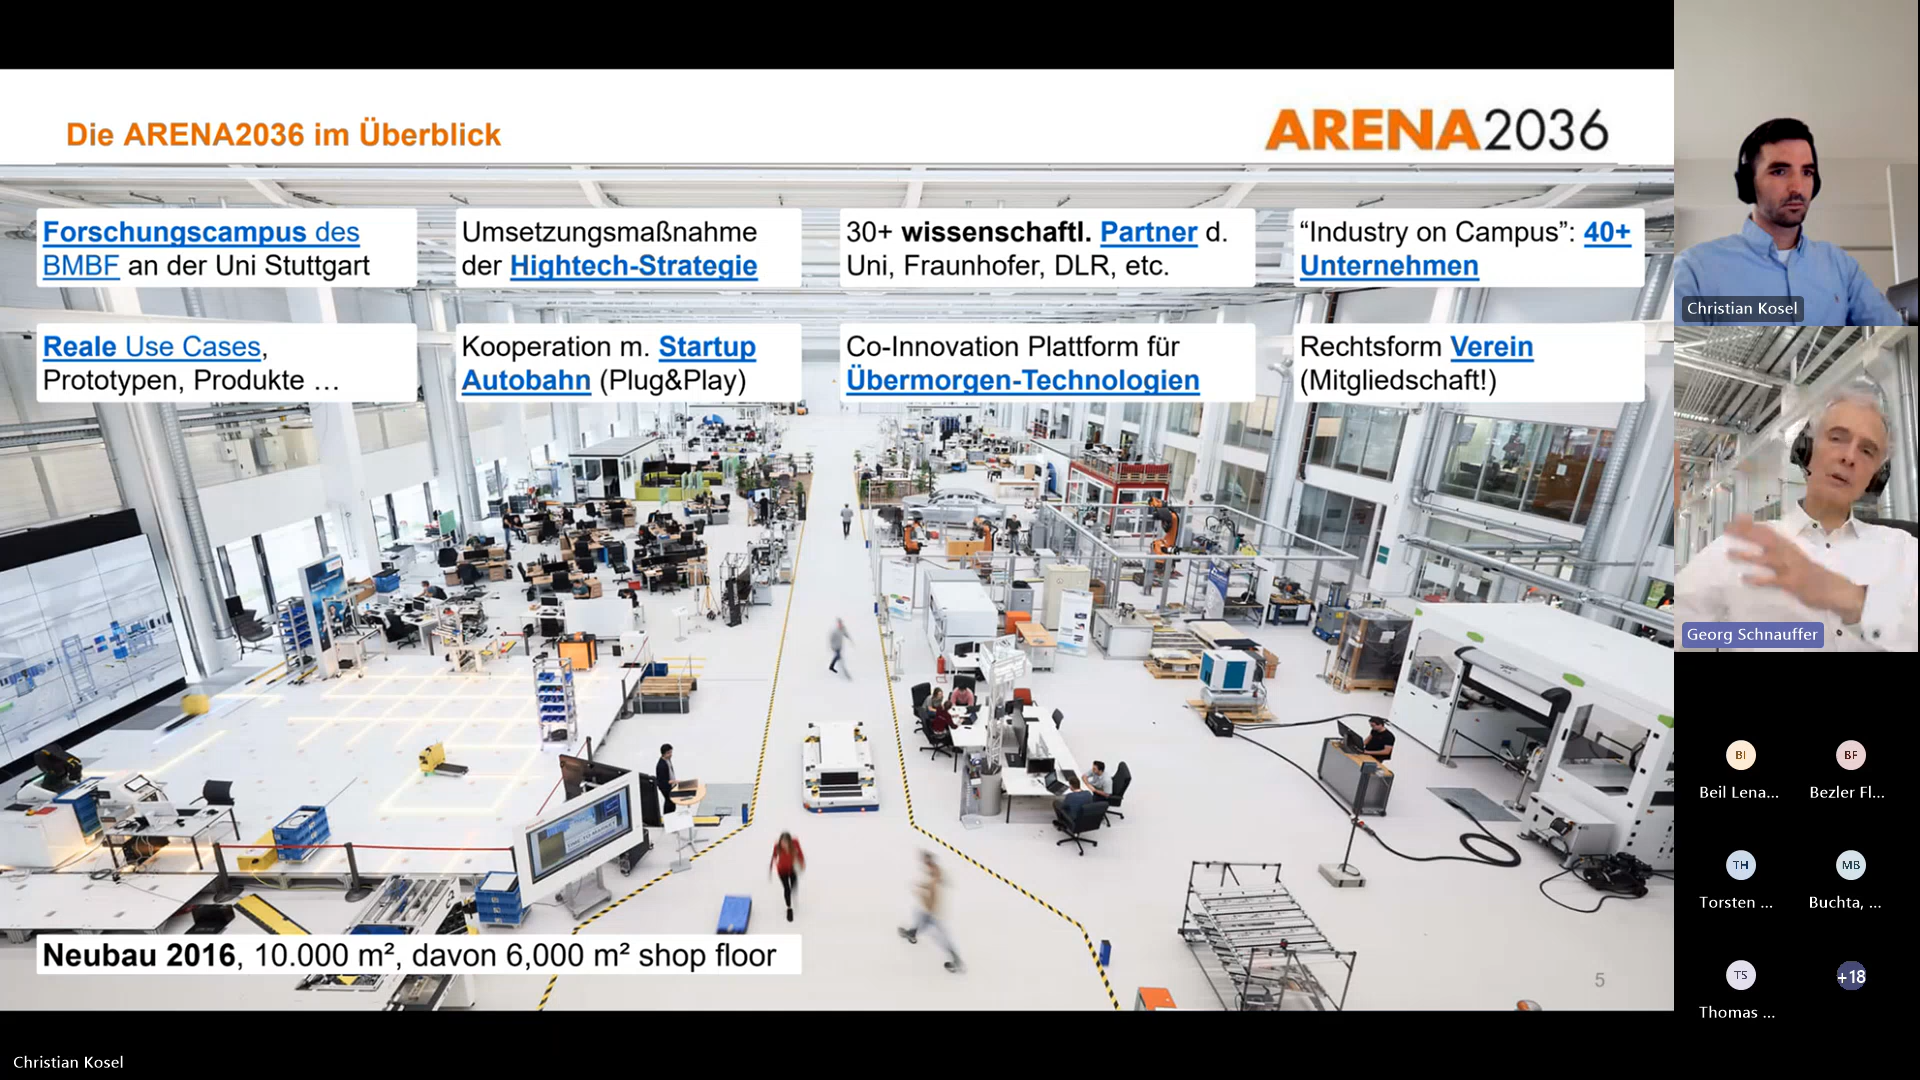 Die ARENA2036 im Überblick
ARENA2036
Forschungscampus des
BMBF an der Uni Stuttgart
Umsetzungsmaßnahme
der Hightech-Strategie
30+ wissenschaftl. Partner d.
Uni, Fraunhofer, DLR, etc.
“Industry on Campus”: 40+
Unternehmen
Reale Use Cases,
Prototypen, Produkte …
Kooperation m. Startup
Autobahn (Plug&Play)
Co-Innovation Plattform für
Übermorgen-Technologien
Rechtsform Verein
(Mitgliedschaft!)
Neubau 2016, 10.000 m², davon 6,000 m² shop floor
5
Christian Kosel
Georg Schnauffer
BI
Beil Lena...
BF
Bezler Fl...
TH
Torsten ...
MB
Buchta, ...
TS
Thomas ...
+18
Christian Kosel